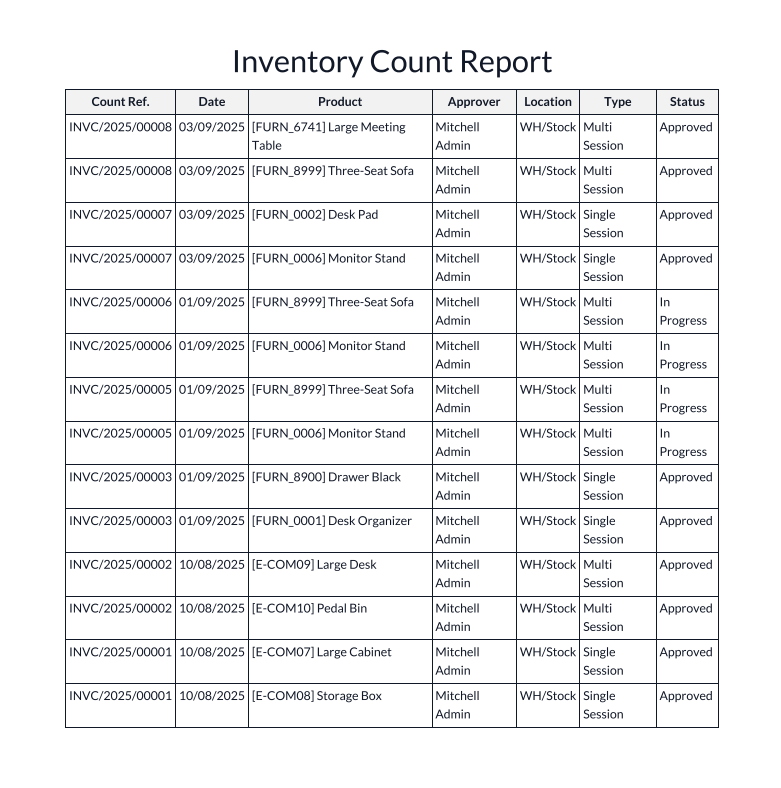 Inventory Count Report
Count Ref. Date Product Approver Location Type Status
INVC/2025/00008 03/09/2025 [FURN_6741] Large Meeting Mitchell WH/Stock Multi Approved
Table Admin Session
INVC/2025/00008 03/09/2025 [FURN_8999] Three-Seat Sofa Mitchell WH/Stock Multi Approved
Admin Session
INVC/2025/00007 03/09/2025 [FURN_0002] Desk Pad Mitchell WH/Stock Single Approved
Admin Session
INVC/2025/00007 03/09/2025 [FURN_0006] Monitor Stand Mitchell WH/Stock Single Approved
Admin Session
INVC/2025/00006 01/09/2025 [FURN_8999] Three-Seat Sofa Mitchell WH/Stock Multi In
Admin Session Progress
INVC/2025/00006 01/09/2025 [FURN_0006] Monitor Stand Mitchell WH/Stock Multi In
Admin Session Progress
INVC/2025/00005 01/09/2025 [FURN_8999] Three-Seat Sofa Mitchell WH/Stock Multi In
Admin Session Progress
INVC/2025/00005 01/09/2025 [FURN_0006] Monitor Stand Mitchell WH/Stock Multi In
Admin Session Progress
INVC/2025/00003 01/09/2025 [FURN_8900] Drawer Black Mitchell WH/Stock Single Approved
Admin Session
INVC/2025/00003 01/09/2025 [FURN_0001] Desk Organizer Mitchell WH/Stock Single Approved
Admin Session
INVC/2025/00002 10/08/2025 [E-COM09] Large Desk Mitchell WH/Stock Multi Approved
Admin Session
INVC/2025/00002 10/08/2025 [E-COM10] Pedal Bin Mitchell WH/Stock Multi Approved
Admin Session
INVC/2025/00001 10/08/2025 [E-COM07] Large Cabinet Mitchell WH/Stock Single Approved
Admin Session
INVC/2025/00001 10/08/2025 [E-COM08] Storage Box Mitchell WH/Stock Single Approved
Admin Session